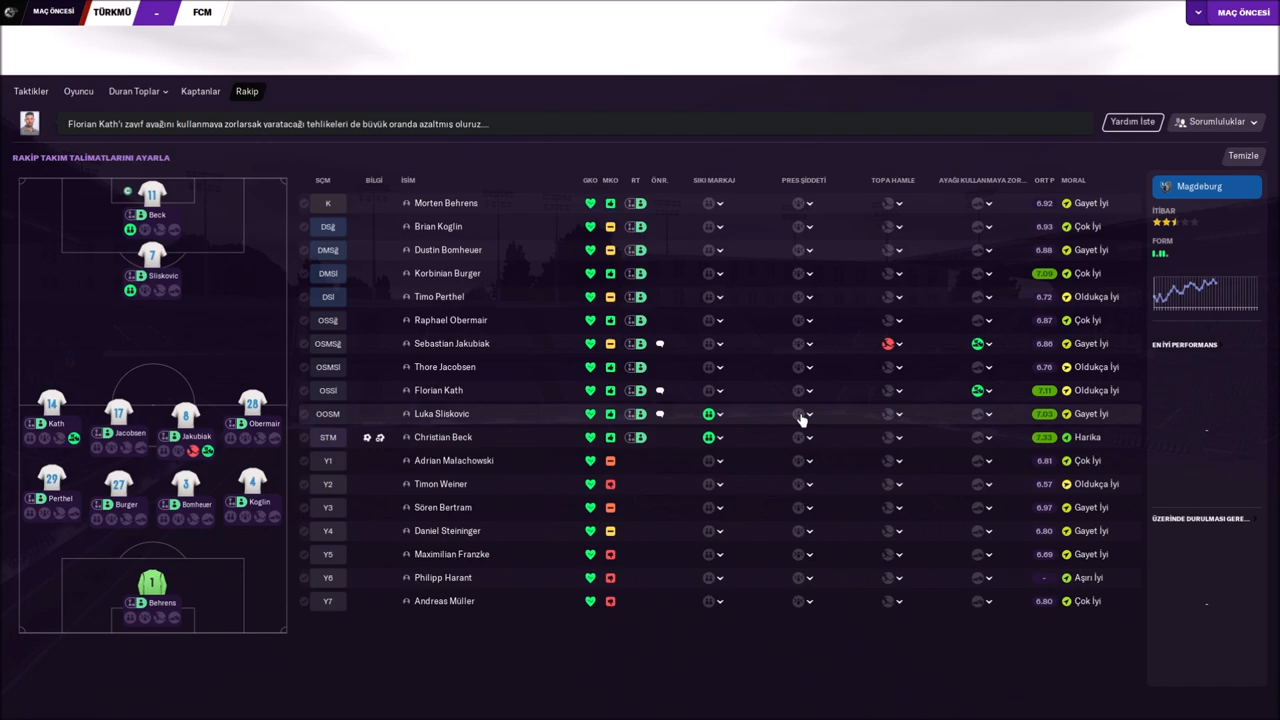 MAÇ ÖNCESİ TÜRKMÜ - FCM MAÇ ÖNCESİ
Taktikler Oyuncu Duran Toplar Kaptanlar Rakip
Florian Kath'ı zayıf ayağını kullanmaya zorlarsak yaratacağı tehlikeleri de büyük oranda azaltmış oluruz.... Yardım İste Sorumluluklar
RAKİP TAKIM TALİMATLARINI AYARLA Temizle
11
Beck
7
Sliskovic
14
Kath
17
Jacobsen
8
Jakubiak
28
Obermair
29
Perthel
27
Burger
3
Bomheuer
4
Koglin
1
Behrens
SÇM BİLGİ İSİM GKO MKO RT ÖNR. SIKI MARKAJ PRES ŞİDDETİ TOPA HAMLE AYAĞI KULLANMAYA ZOR... ORT P MORAL
K Morten Behrens 6.92 Gayet İyi
DSğ Brian Koglin 6.93 Çok İyi
DMSğ Dustin Bomheuer 6.88 Gayet İyi
DMSl Korbinian Burger 7.09 Çok İyi
DSl Timo Perthel 6.72 Oldukça İyi
OSSğ Raphael Obermair 6.87 Çok İyi
OSMSğ Sebastian Jakubiak 6.86 Gayet İyi
OSMSl Thore Jacobsen 6.76 Oldukça İyi
OSSl Florian Kath 7.11 Oldukça İyi
OOSM Luka Sliskovic 7.03 Gayet İyi
STM Christian Beck 7.33 Harika
Y1 Adrian Małachowski 6.81 Çok İyi
Y2 Timon Weiner 6.57 Oldukça İyi
Y3 Sören Bertram 6.97 Gayet İyi
Y4 Daniel Steininger 6.80 Gayet İyi
Y5 Maximilian Franzke 6.69 Gayet İyi
Y6 Philipp Harant - Aşırı İyi
Y7 Andreas Müller 6.80 Çok İyi
Magdeburg
İTİBAR
FORM
EN İYİ PERFORMANS
-
ÜZERİNDE DURULMASI GERE...
-